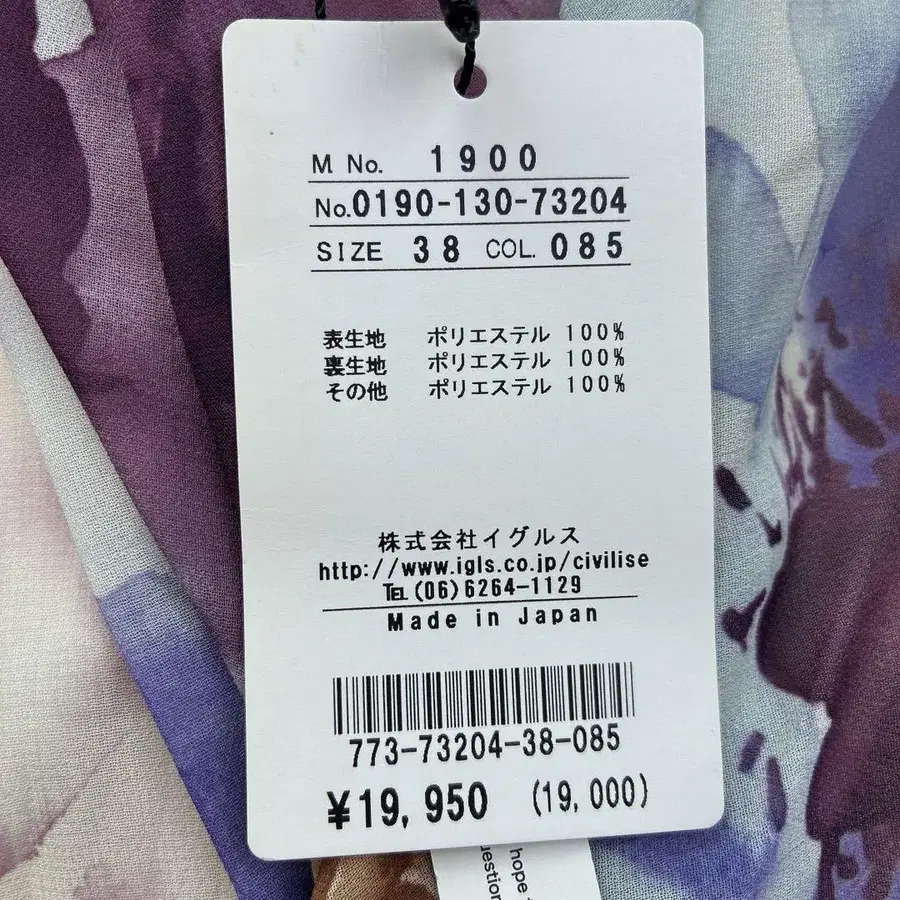 M No. 1900
No.0190-130-73204
SIZE 38 COL. 085
表生地 ポリエステル 100%
裏生地 ポリエステル 100%
その他 ポリエステル 100%
株式会社イグルス
http://www.igls.co.jp/civilise
TEL(06)6264-1129
Made in Japan
773-73204-38-085
¥19,950 (19,000)
hope